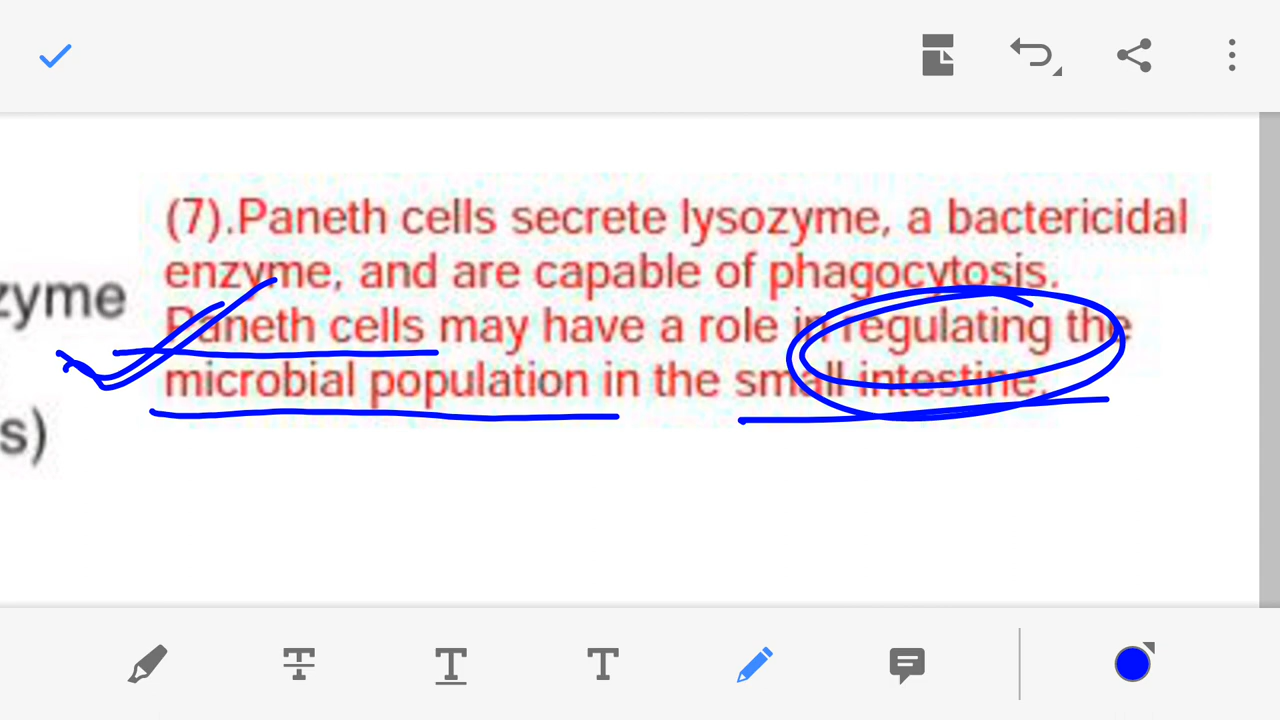 (7).Paneth cells secrete lysozyme, a bactericidal
enzyme, and are capable of phagocytosis.
zyme
Paneth cells may have a role in regulating the
microbial population in the small intestine.
s)